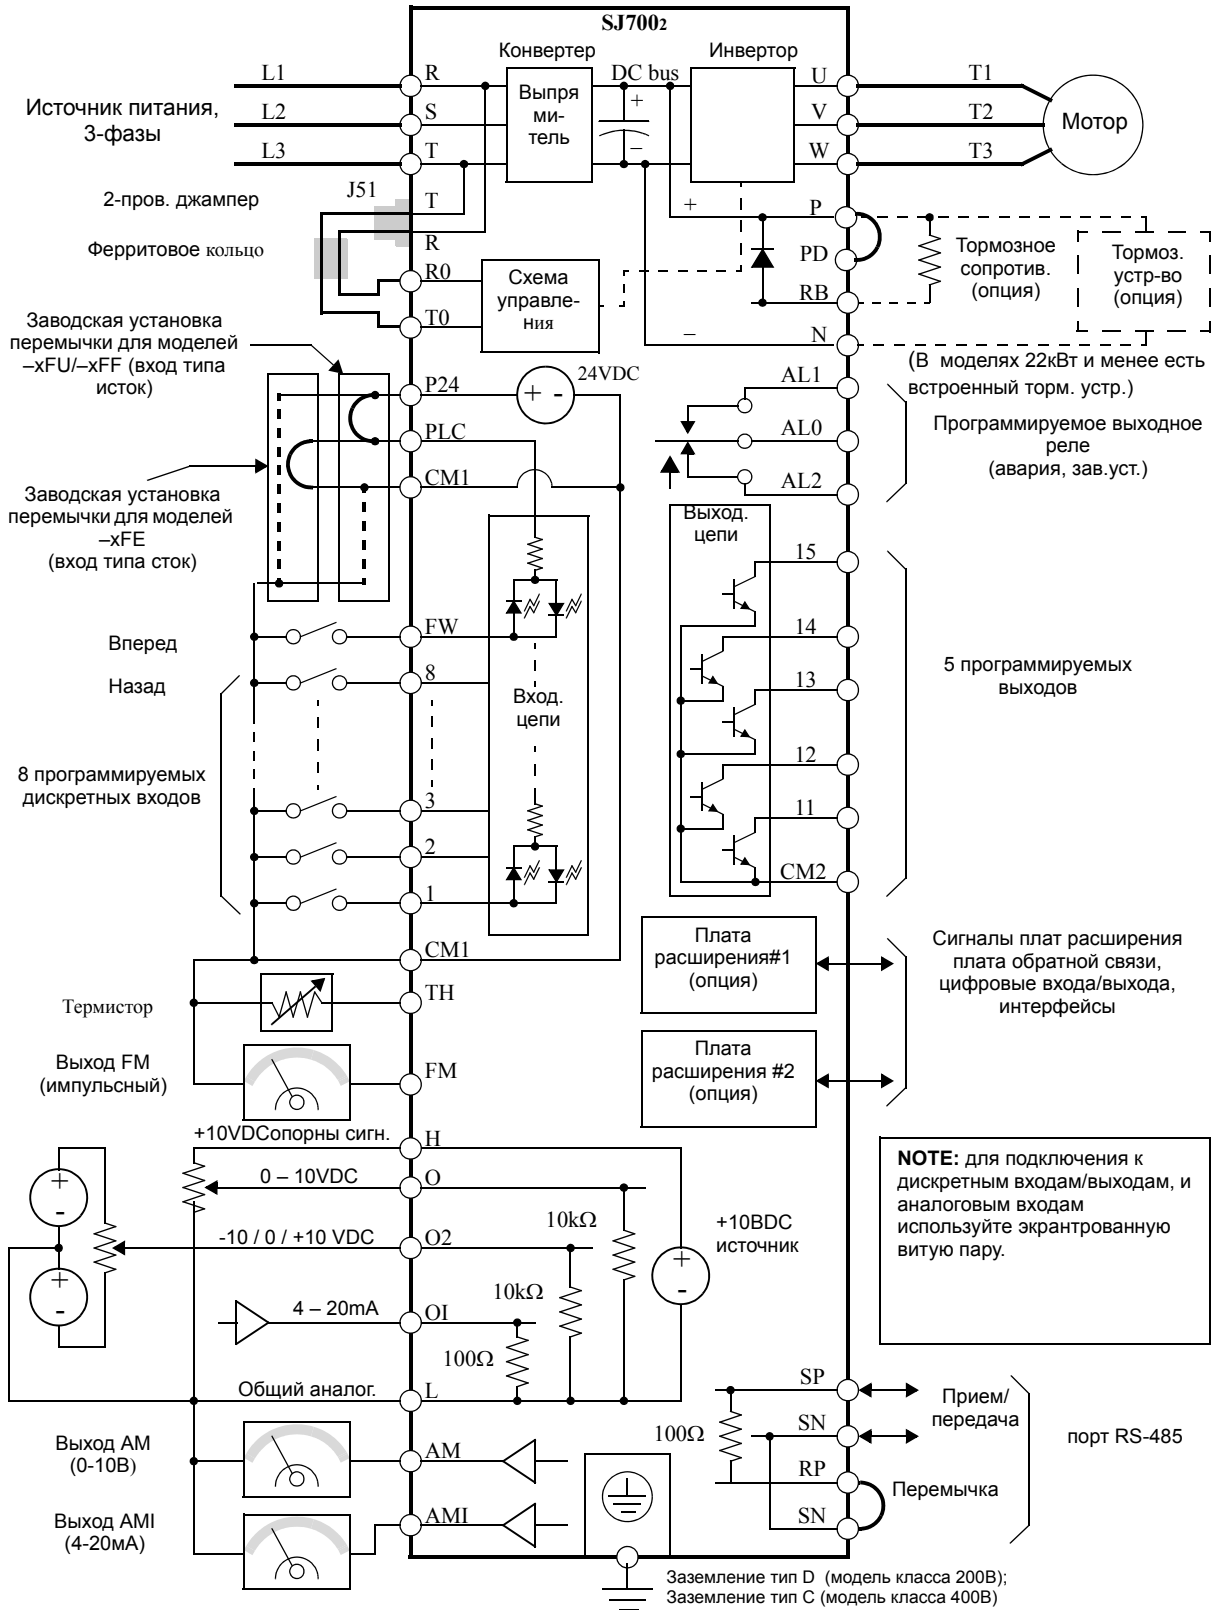 SJ7002
Конвертер
Инвертор
L1
R
DC bus
U
T1
Источник питания,
3-фазы
L2
S
Выпря
ми-
тель
+
–
V
T2
Мотор
L3
T
W
T3
2-пров. джампер
J51
T
R
Ферритовое кольцо
R0
T0
Схема
управле-
ния
+
P
PD
RB
–
N
Тормозное
сопротив.
(опция)
Тормоз.
устр-во
(опция)
(В моделях 22кВт и менее есть
встроенный торм. устр.)
Заводская установка
перемычки для моделей
–xFU/–xFF (вход типа
исток)
P24
+ -
24VDC
PLC
CM1
Заводская установка
перемычки для моделей
–xFE
(вход типа сток)
AL1
AL0
AL2
Программируемое выходное
реле
(авария, зав.уст.)
Выход.
цепи
15
14
13
12
11
CM2
5 программируемых
выходов
Вперед
FW
Назад
8
Вход.
цепи
8 программируемых
дискретных входов
3
2
1
CM1
Термистор
TH
Выход FM
(импульсный)
FM
Плата
расширения#1
(опция)
Плата
расширения #2
(опция)
Сигналы плат расширения
плата обратной связи,
цифровые входа/выхода,
интерфейсы
+10VDCопорны сигн.
H
0 – 10VDC
O
-10 / 0 / +10 VDC
O2
4 – 20mA
OI
Общий аналог.
L
+
-
+
-
10kΩ
10kΩ
100Ω
+
-
+10ВDC
источник
NOTE: для подключения к
дискретным входам/выходам, и
аналоговым входам
используйте экрантрованную
витую пару.
Выход AM
(0-10В)
AM
Выход AMI
(4-20мА)
AMI
100Ω
SP
SN
RP
SN
Прием/
передача
Перемычка
порт RS-485
Заземление тип D (модель класса 200В);
Заземление тип C (модель класса 400В)